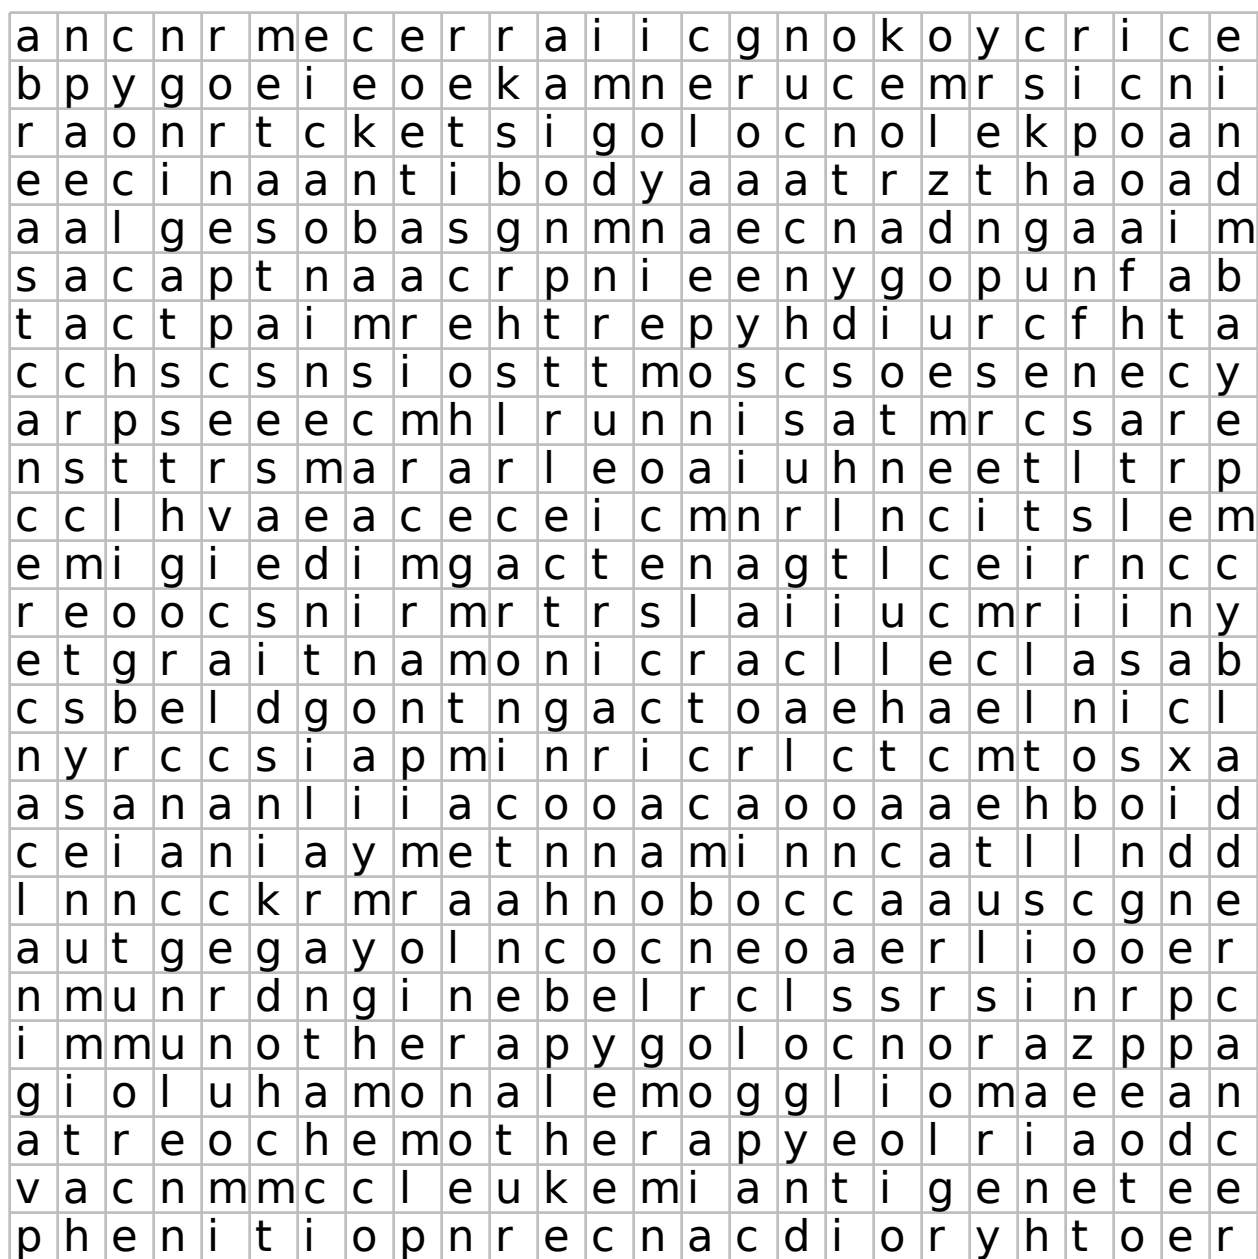 a n c n r m e c e r r a i i c g n o k o y c r i c e
b p y g o e i e o e k a m n e r u c e m r s i c n i
r a o n r t c k e t s i g o l o c n o l e k p o a n
e e c i n a a n t i b o d y a a a t r z t h a o a d
a a l g e s o b a s g n m n a e c n a d n g a a i m
s a c a p t n a a c r p n i e e n y g o p u n f a b
t a c t p a i m r e h t r e p y h d i u r c f h t a
c c h s c s n s i o s t t m o s c s o e s e n e c y
a r p s e e e c m h l r u n n i s a t m r c s a r e
n s t t r s m a r a r l e o a i u h n e e t l t r p
c c l h v a e a c e c e i c m n r l n c i t s l e m
e m i g i e d i m g a c t e n a g t l c e i r n c c
r e o o c s n i r m r t r s l a i i u c m r i i n y
e t g r a i t n a m o n i c r a c l l e c l a s a b
c s b e l d g o n t n g a c t o a e h a e l n i c l
n y r c c s i a p m i n r i c r l c t c m t o s x a
a s a n a n l i i a c o o a c a o o a a e h b o i d
c e i a n i a y m e t n n a m i n n c a t l l n d d
l n n c c k r m r a a h n o b o c c a a u s c g n e
a u t g e g a y o l n c o c n e o a e r l i o o e r
n m u n r d n g i n e b e l r c l s s r s i n r p c
i m m u n o t h e r a p y g o l o c n o r a z p p a
g i o l u h a m o n a l e m o g g l i o m a e e a n
a t r e o c h e m o t h e r a p y e o l r i a o d c
v a c n m m c c l e u k e m i a n t i g e n e t e e
p h e n i t i o p n r e c n a c d i o r y h t o e r